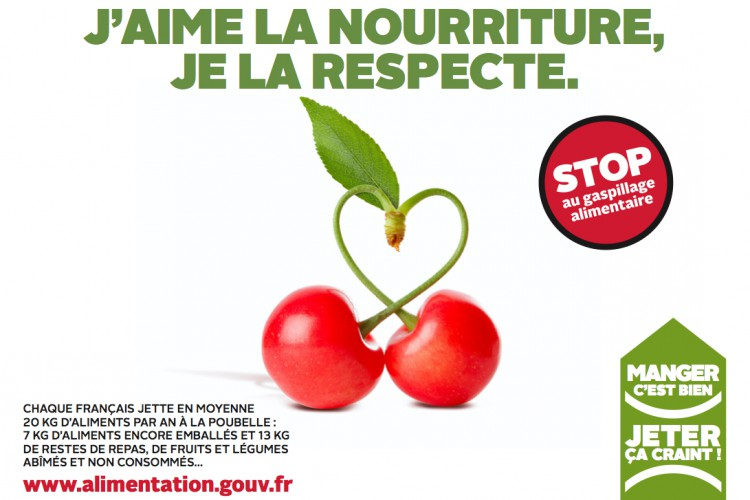 J'AIME LA NOURRITURE,
JE LA RESPECTE.
STOP
au gaspillage
alimentaire
MANGER
C'EST BIEN
JETER
ÇA CRAINT !
CHAQUE FRANÇAIS JETTE EN MOYENNE
20 KG D'ALIMENTS PAR AN À LA POUBELLE :
7 KG D'ALIMENTS ENCORE EMBALLÉS ET 13 KG
DE RESTES DE REPAS, DE FRUITS ET LÉGUMES
ABÎMÉS ET NON CONSOMMÉS...
www.alimentation.gouv.fr